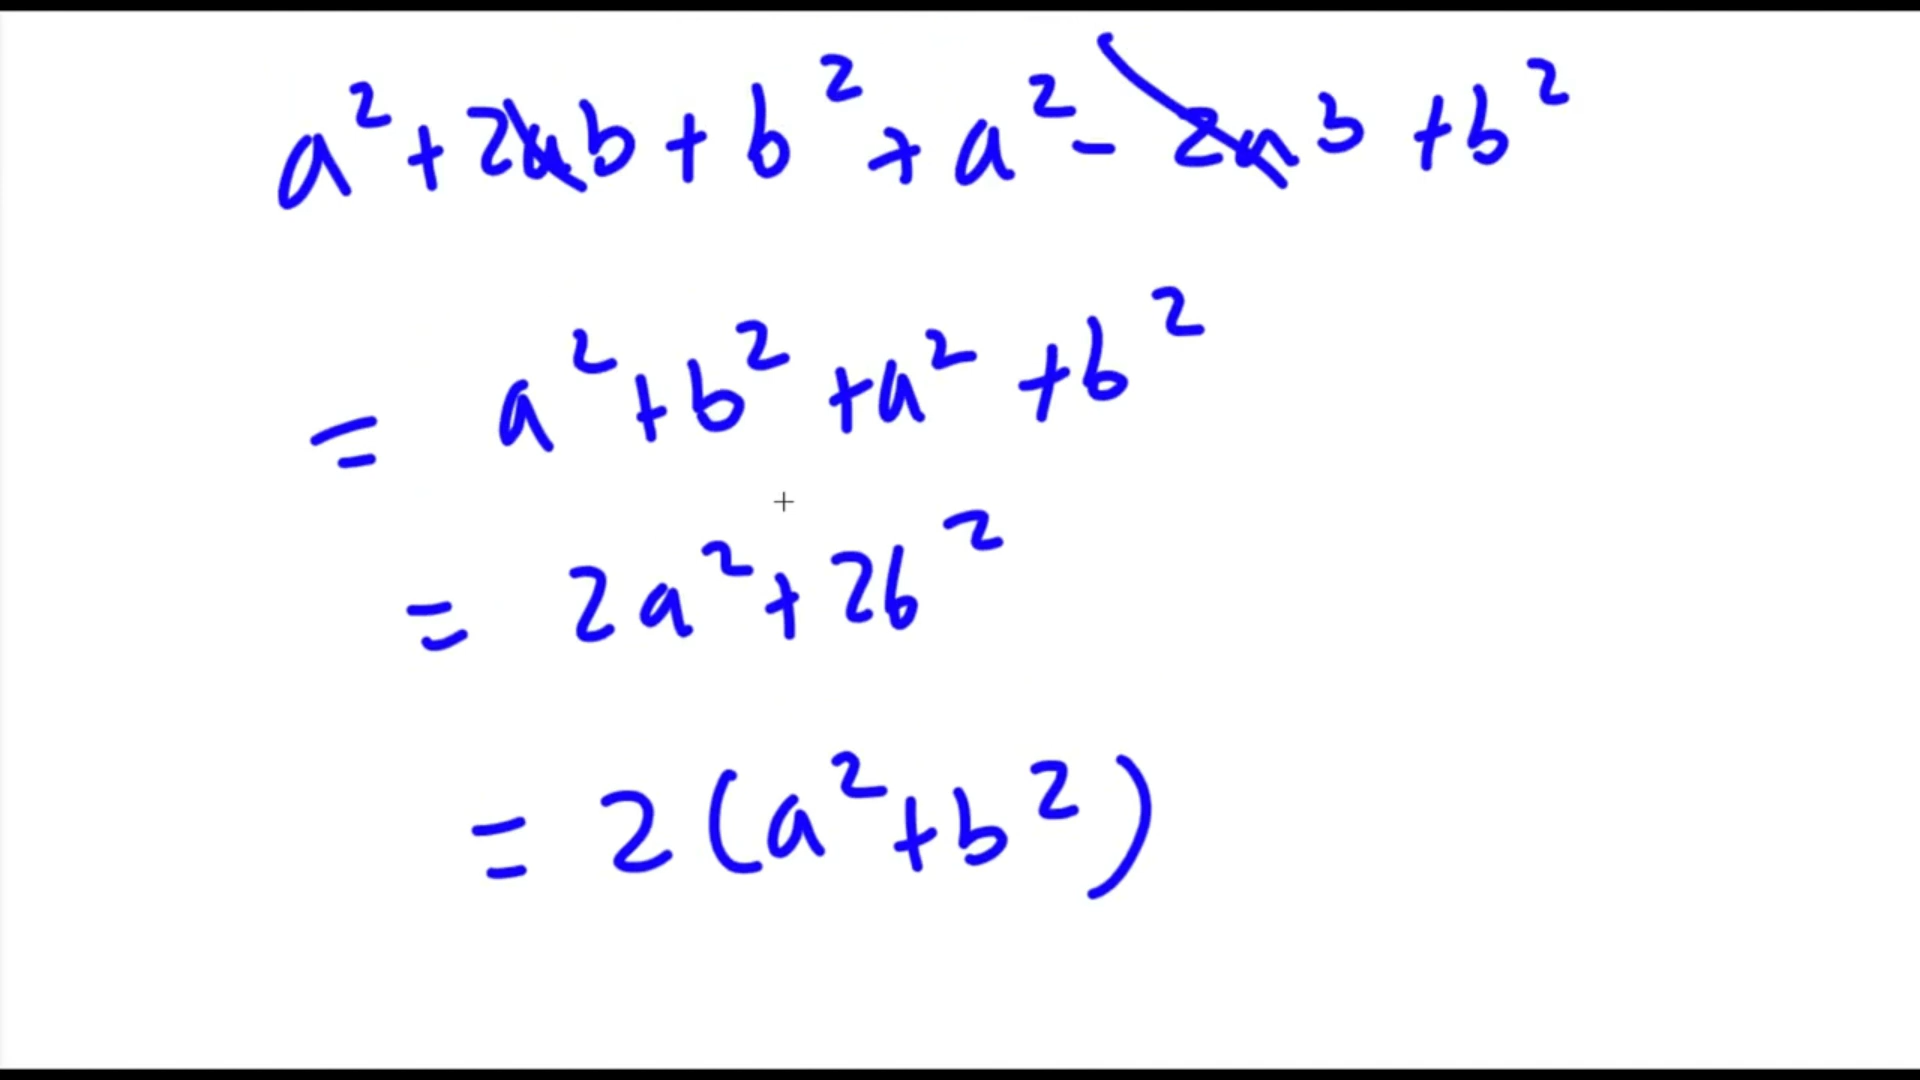 a² + 2ab + b² + a² - 2ab + b²
= a² + b² + a² + b²
= 2a² + 2b²
= 2(a² + b²)